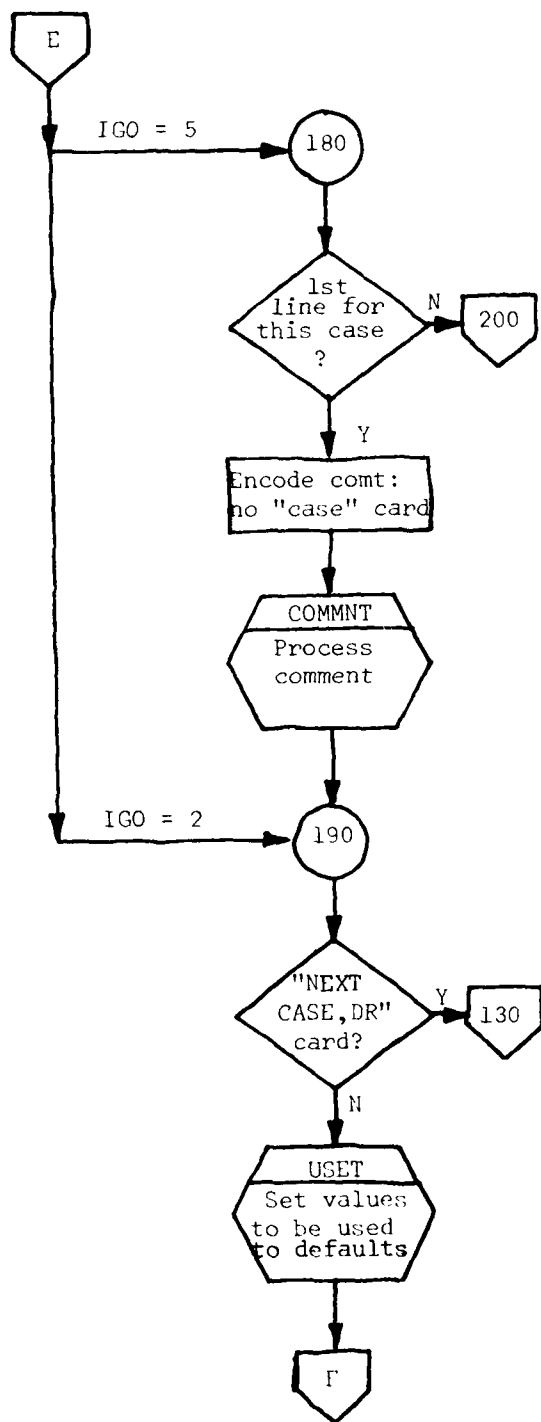 E
IGO = 5
180
1st
line for
this case
?
N
200
Y
Encode comt:
no "case" card
COMMNT
Process
comment
IGO = 2
190
"NEXT
CASE,DR"
card?
Y
130
N
USET
Set values
to be used
to defaults
F